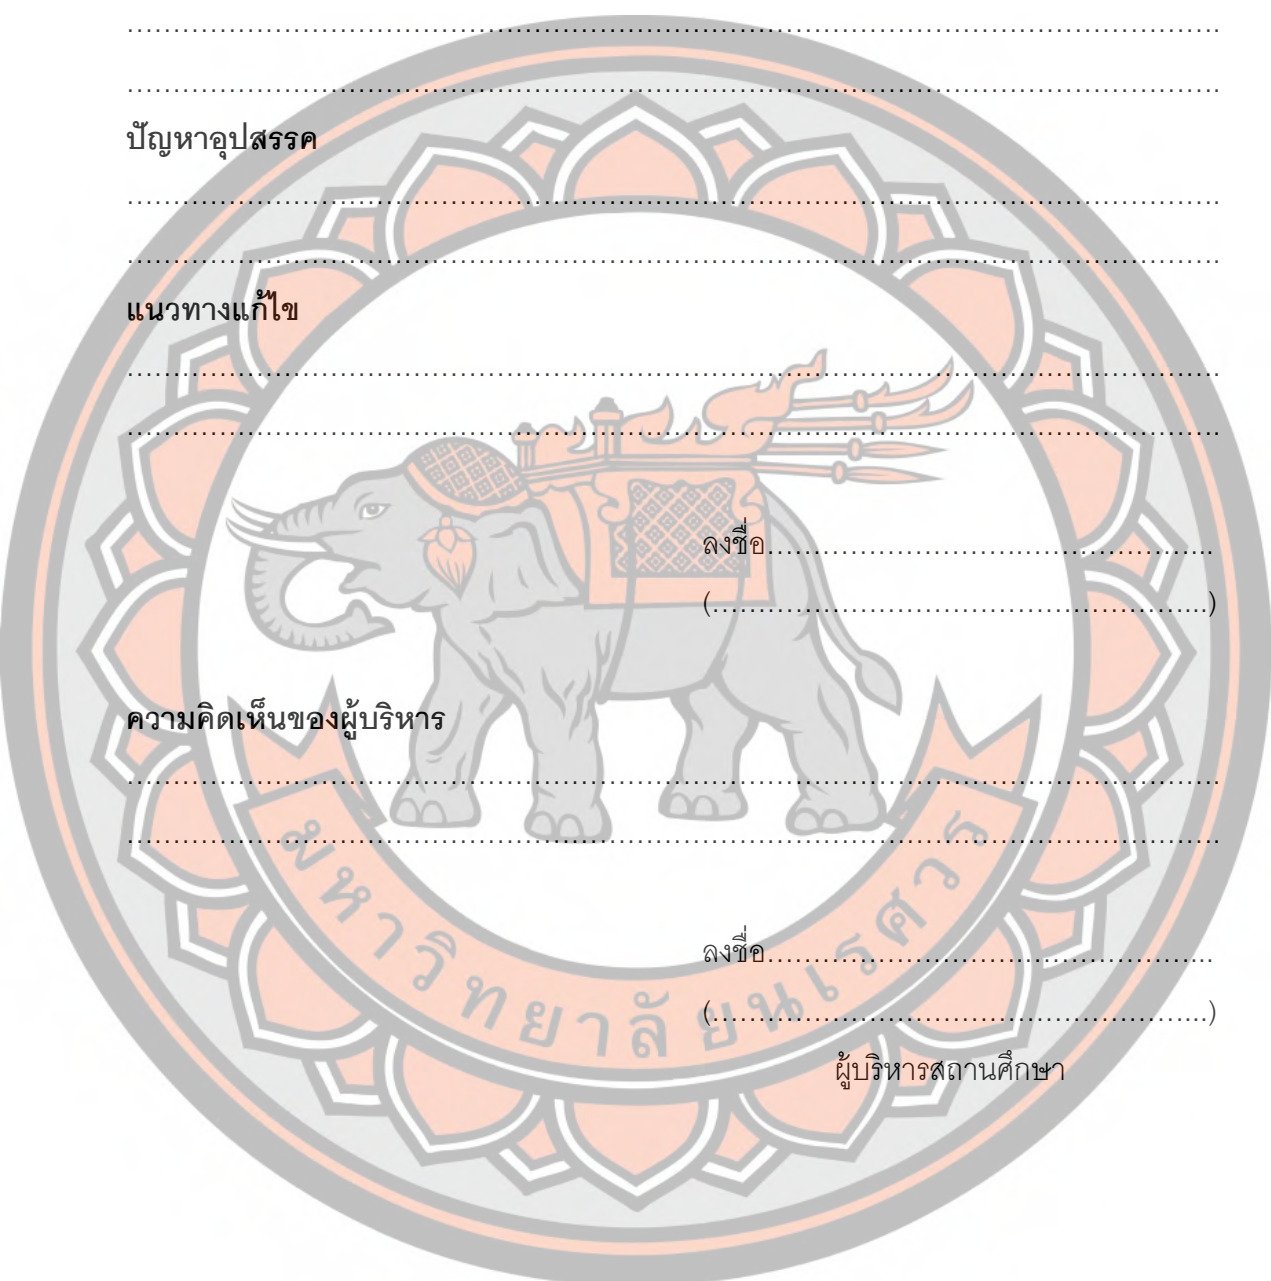 ................................................................................................................
................................................................................................................
ปัญหาอุปสรรค
................................................................................................................
................................................................................................................
แนวทางแก้ไข
................................................................................................................
................................................................................................................
ลงชื่อ................................................
(......................................................)
ความคิดเห็นของผู้บริหาร
................................................................................................................
................................................................................................................
ลงชื่อ................................................
(......................................................)
ผู้บริหารสถานศึกษา
มหาวิทยาลัยนเรศวร